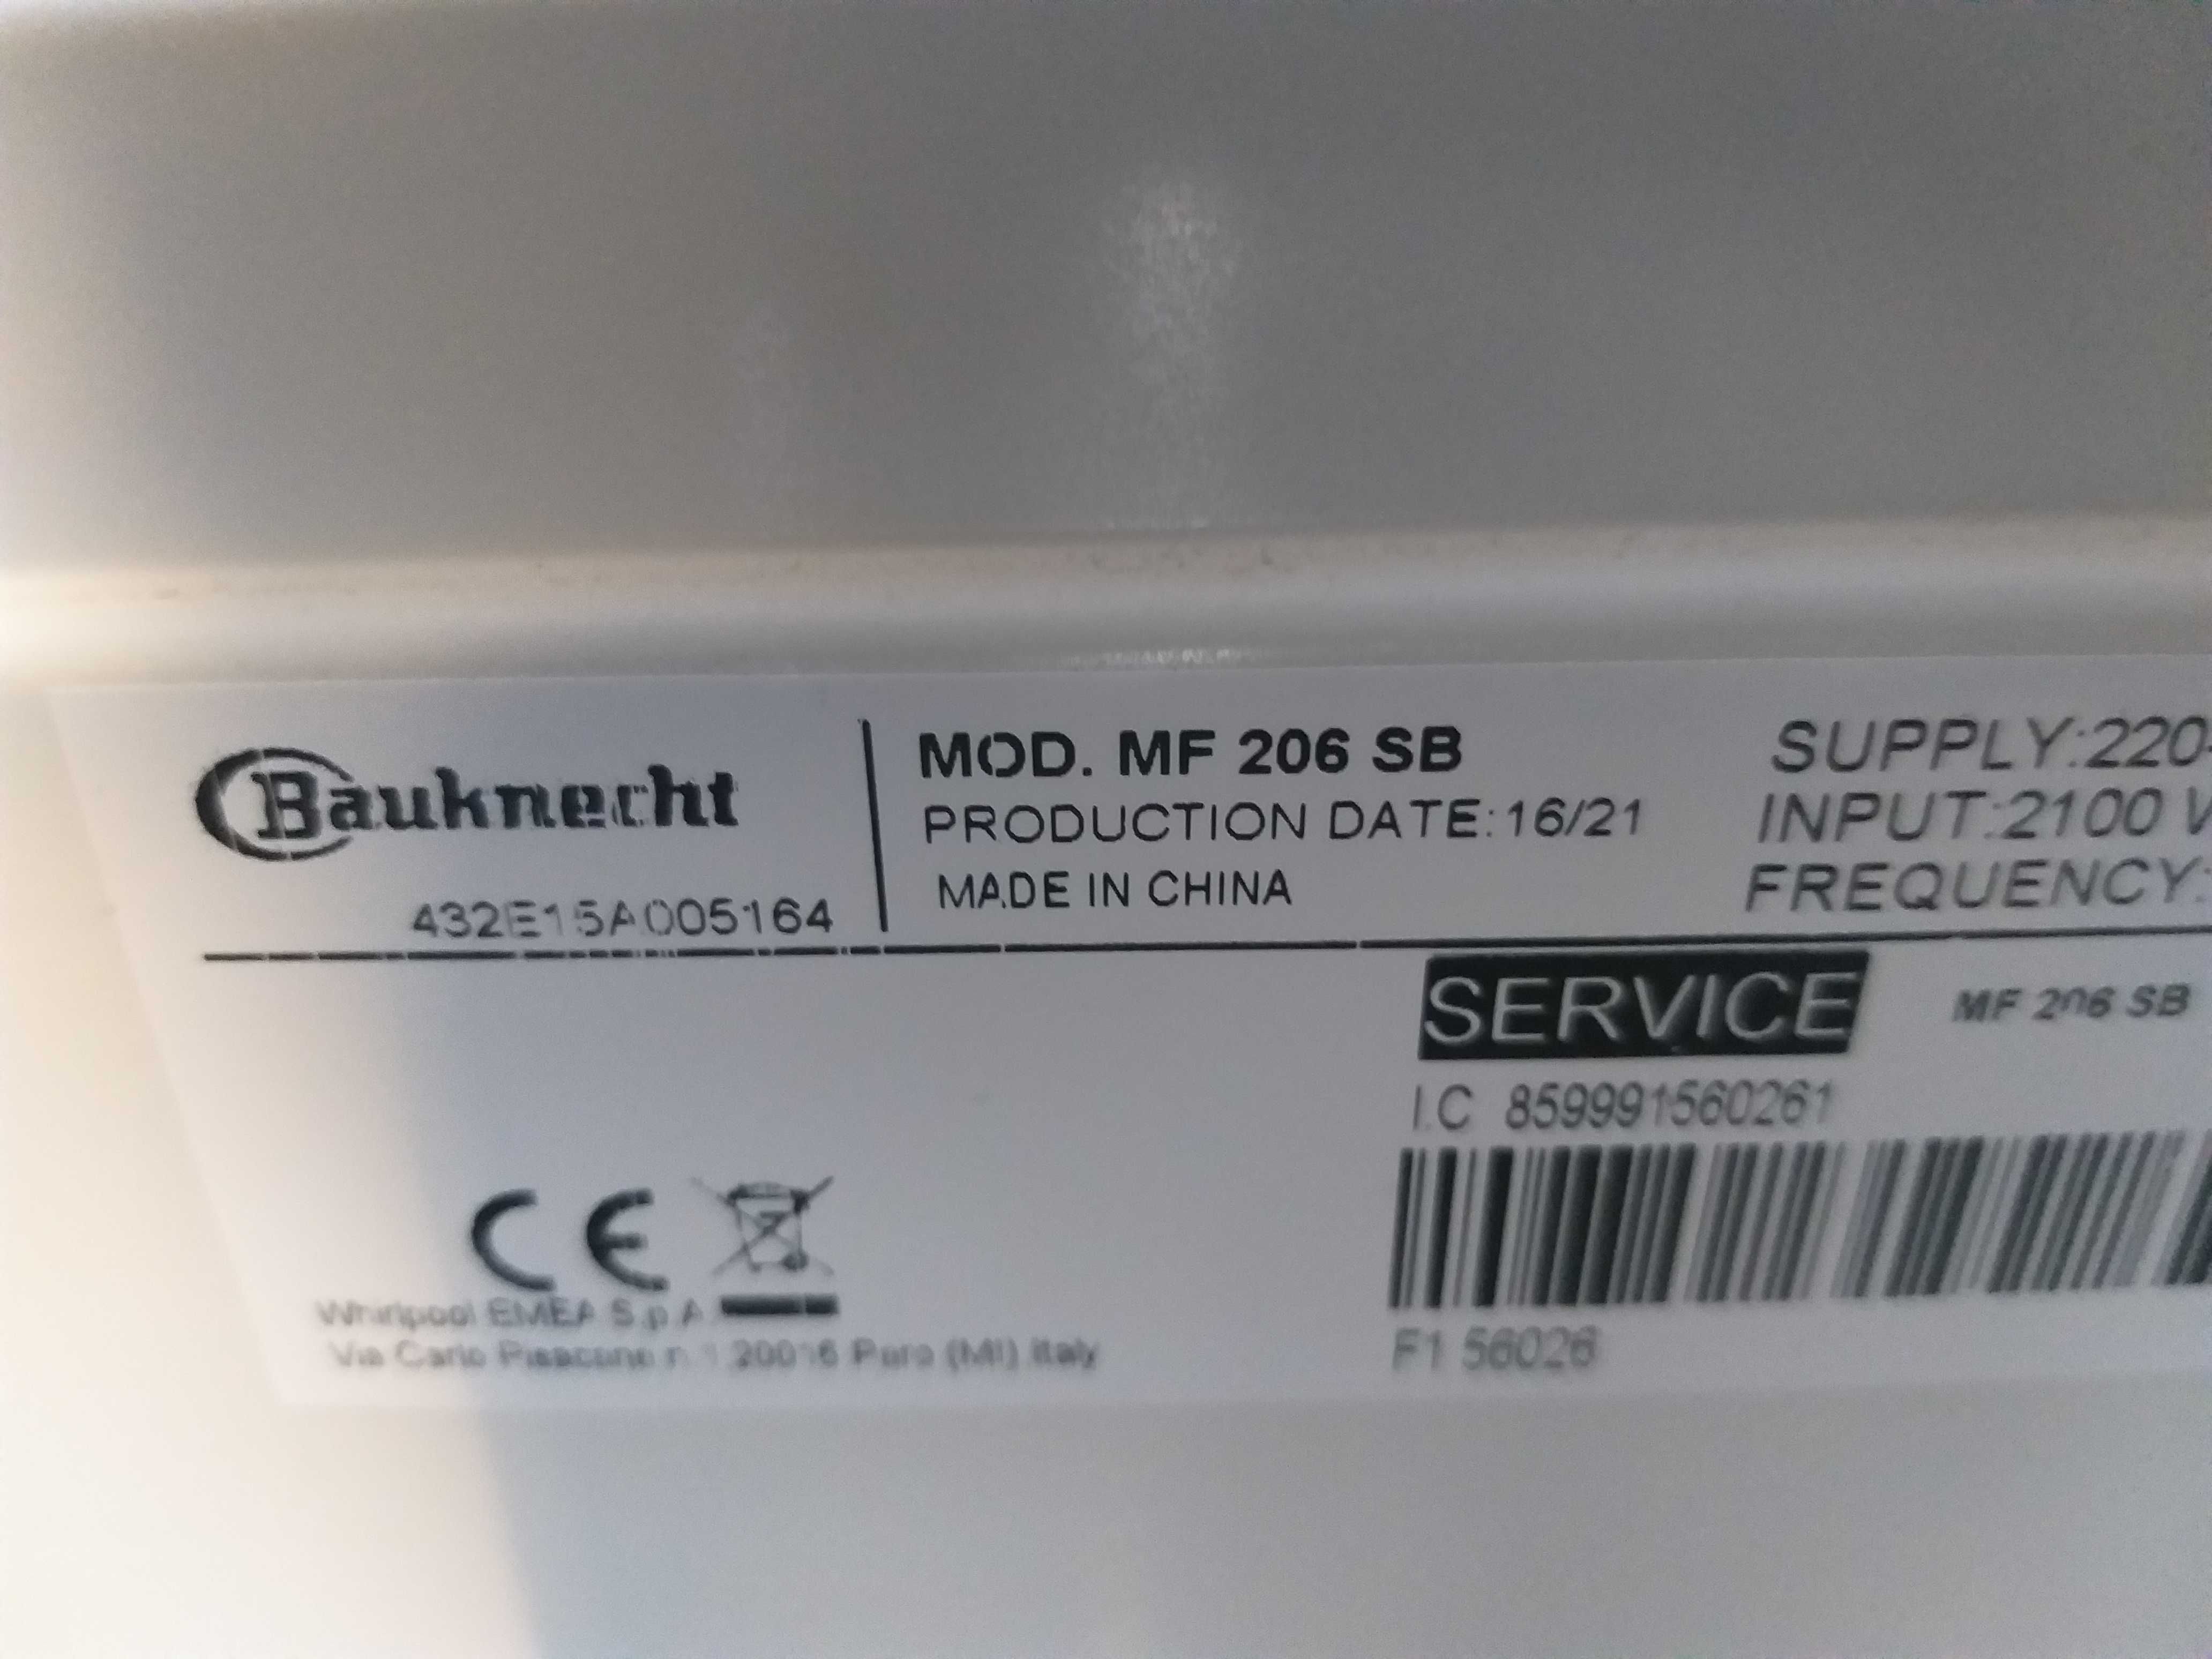 Bauknecht
432E15A005164
MOD. MF 206 SB
PRODUCTION DATE:16/21
MADE IN CHINA
SUPPLY:220-
INPUT:2100 W
FREQUENCY:
SERVICE
MF 206 SB
I.C 859991560261
CE
Whirlpool EMEA S.p.A.
Via Carlo Pisacane n.1 20016 Pero (MI) Italy
F1 56026